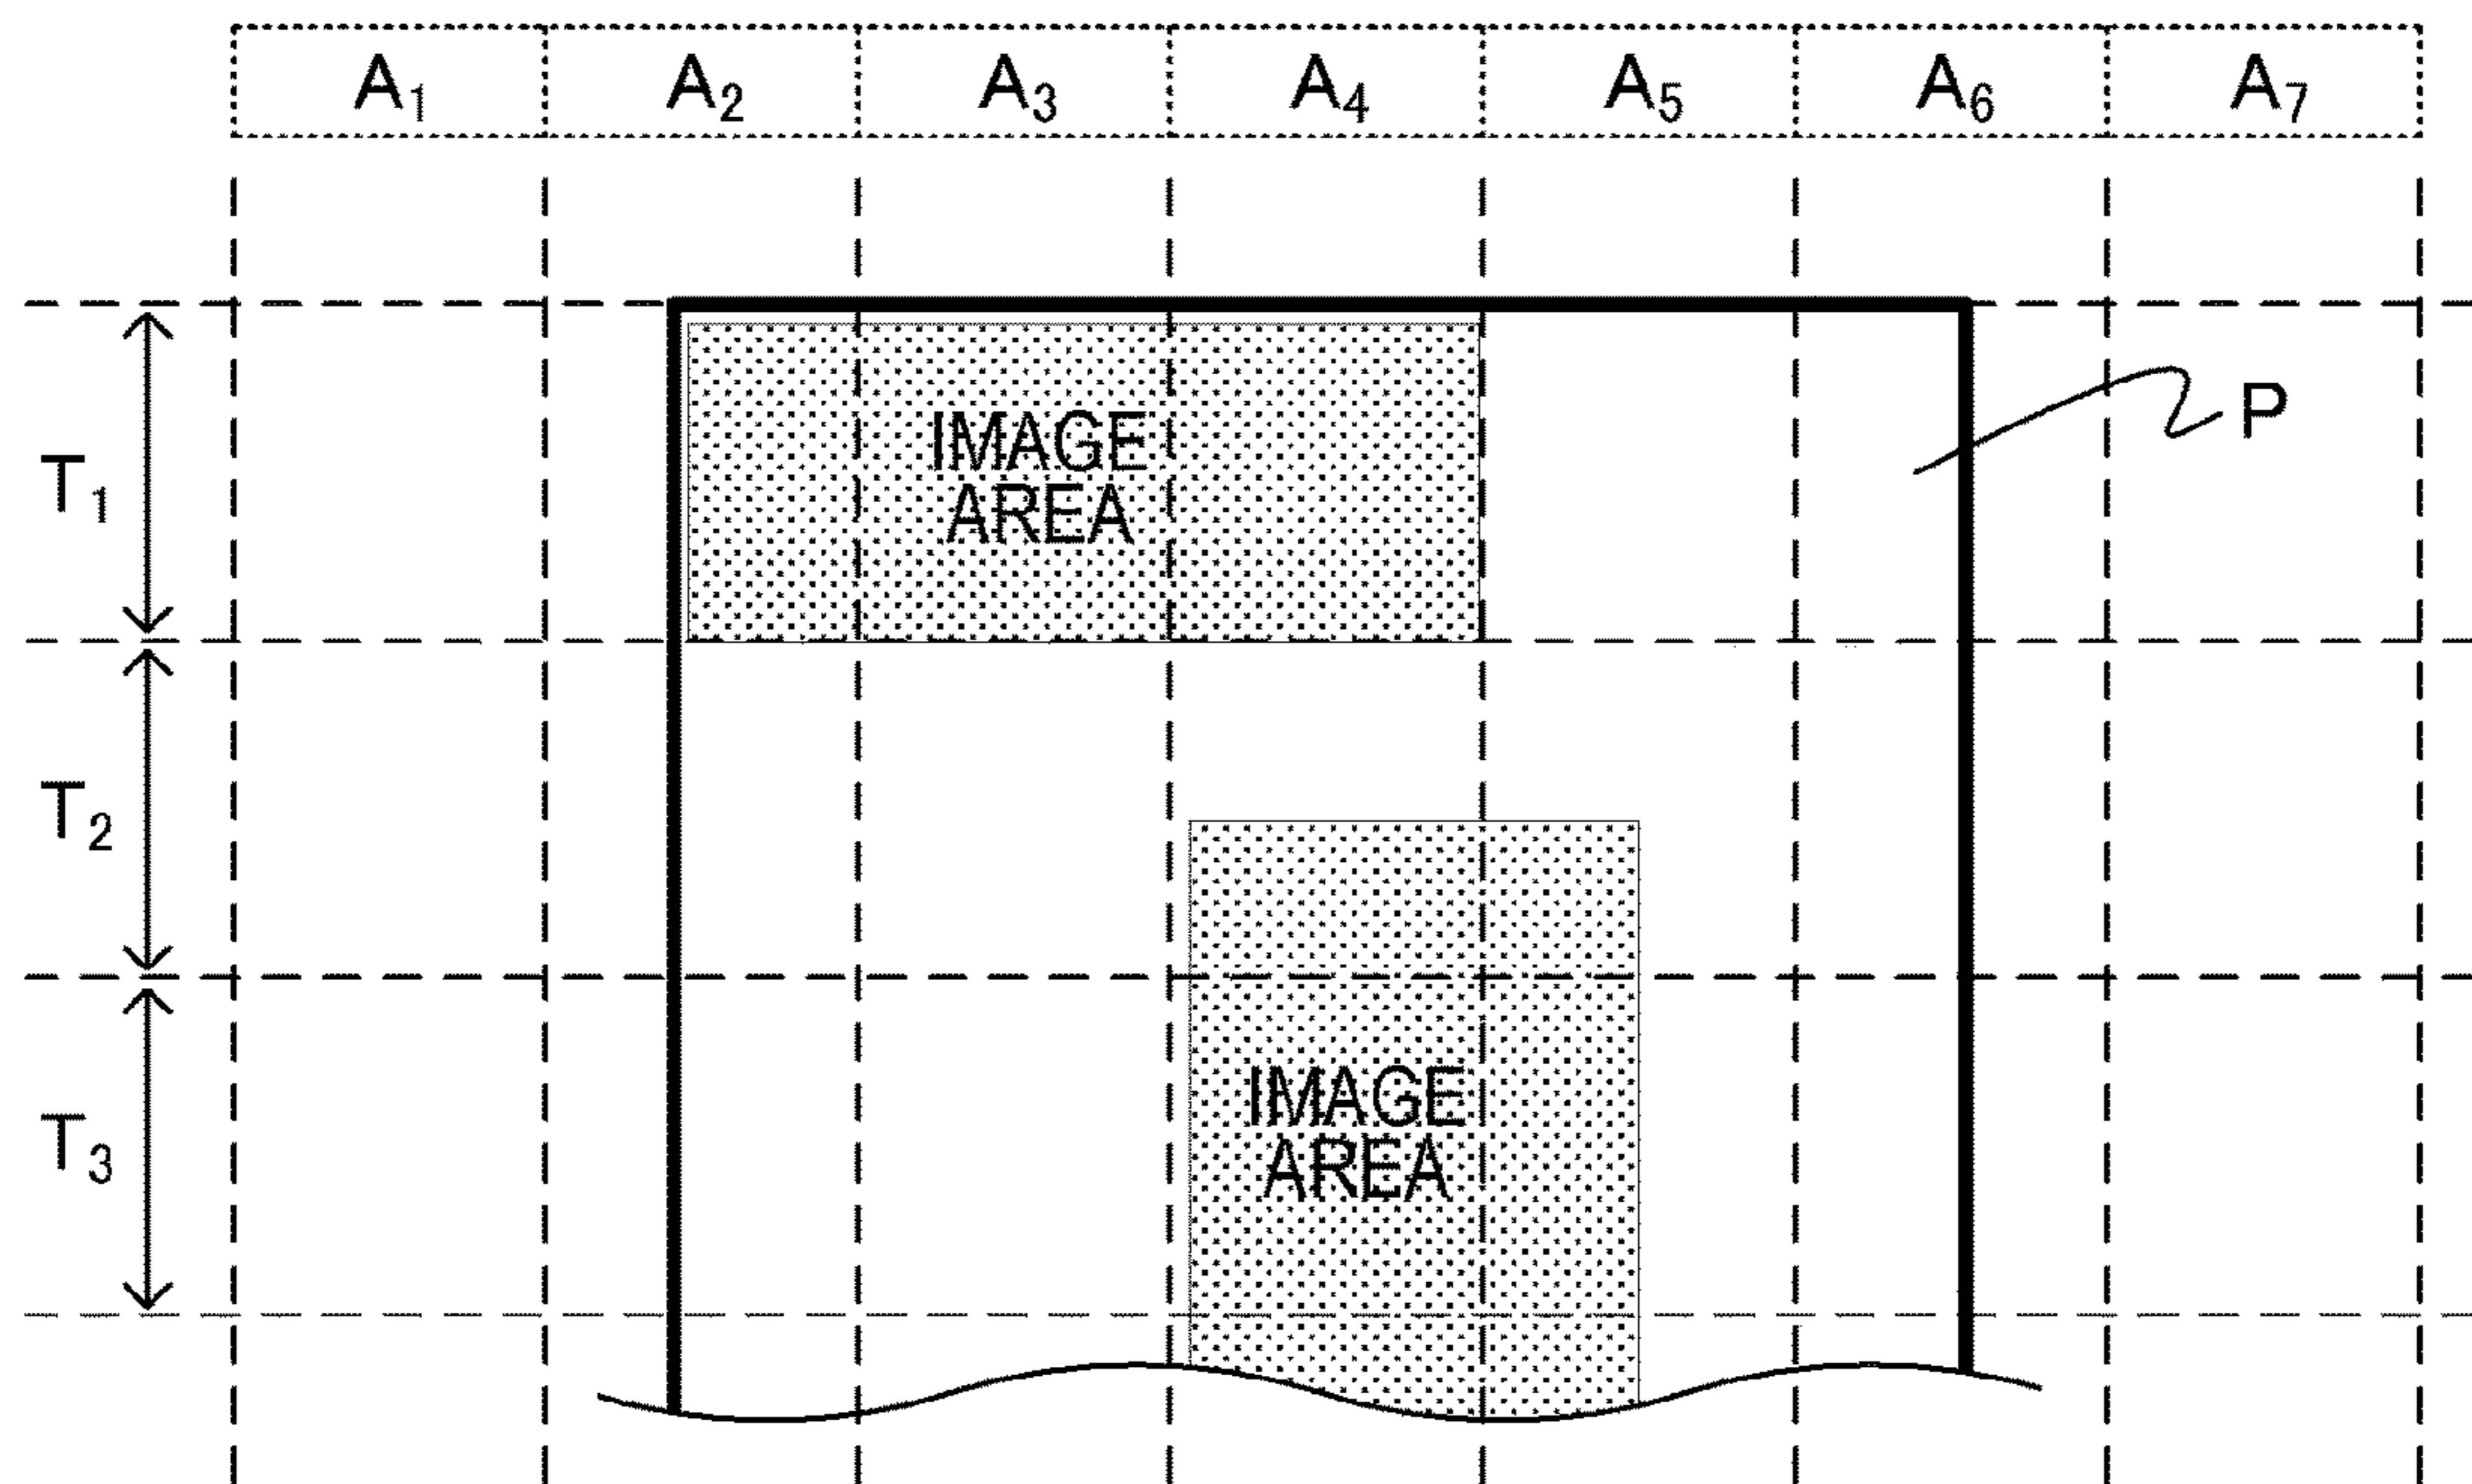 A₁ A₂ A₃ A₄ A₅ A₆ A₇
P
T₁
IMAGE
AREA
T₂
T₃
IMAGE
AREA